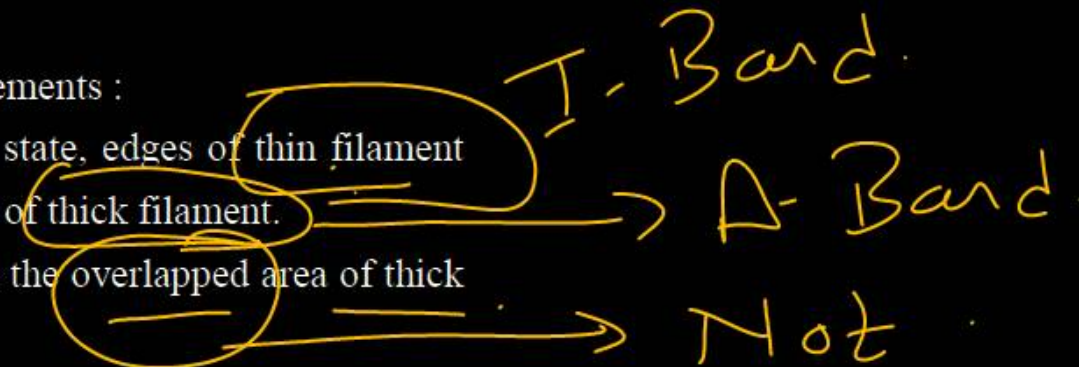 ements :
I - Band.
state, edges of thin filament
of thick filament.
A - Band
the overlapped area of thick
Not